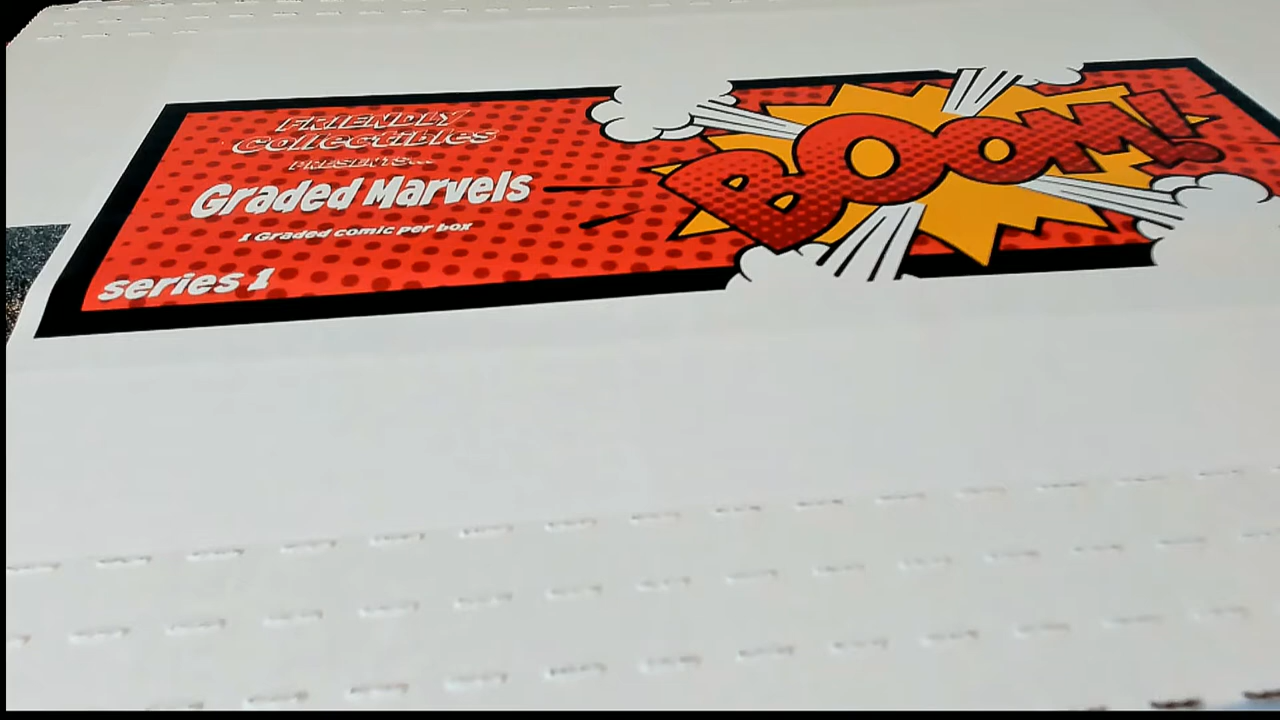 FRIENDLY
Collectibles
PRESENTS...
Graded Marvels
1 Graded comic per box
series 1
BOOM!